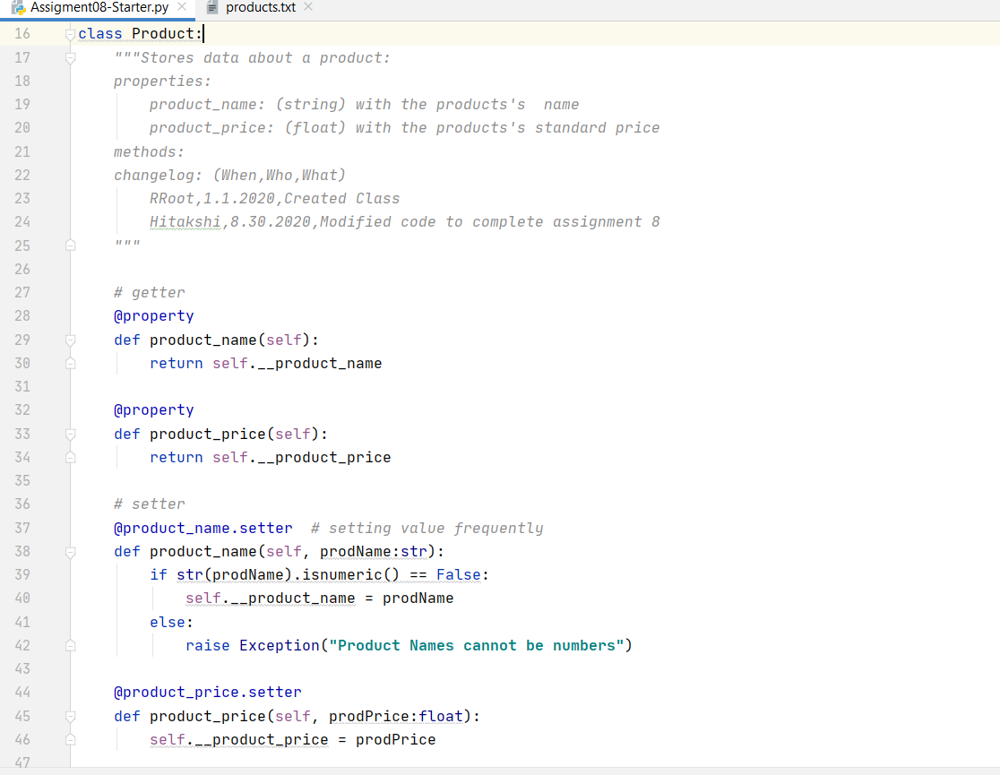 Assigment08-Starter.py products.txt
16 class Product:
17 """Stores data about a product:
18 properties:
19 product_name: (string) with the products's  name
20 product_price: (float) with the products's standard price
21 methods:
22 changelog: (When,Who,What)
23 RRoot,1.1.2020,Created Class
24 Hitakshi,8.30.2020,Modified code to complete assignment 8
25 """
26
27 # getter
28 @property
29 def product_name(self):
30 return self.__product_name
31
32 @property
33 def product_price(self):
34 return self.__product_price
35
36 # setter
37 @product_name.setter  # setting value frequently
38 def product_name(self, prodName:str):
39 if str(prodName).isnumeric() == False:
40 self.__product_name = prodName
41 else:
42 raise Exception("Product Names cannot be numbers")
43
44 @product_price.setter
45 def product_price(self, prodPrice:float):
46 self.__product_price = prodPrice
47